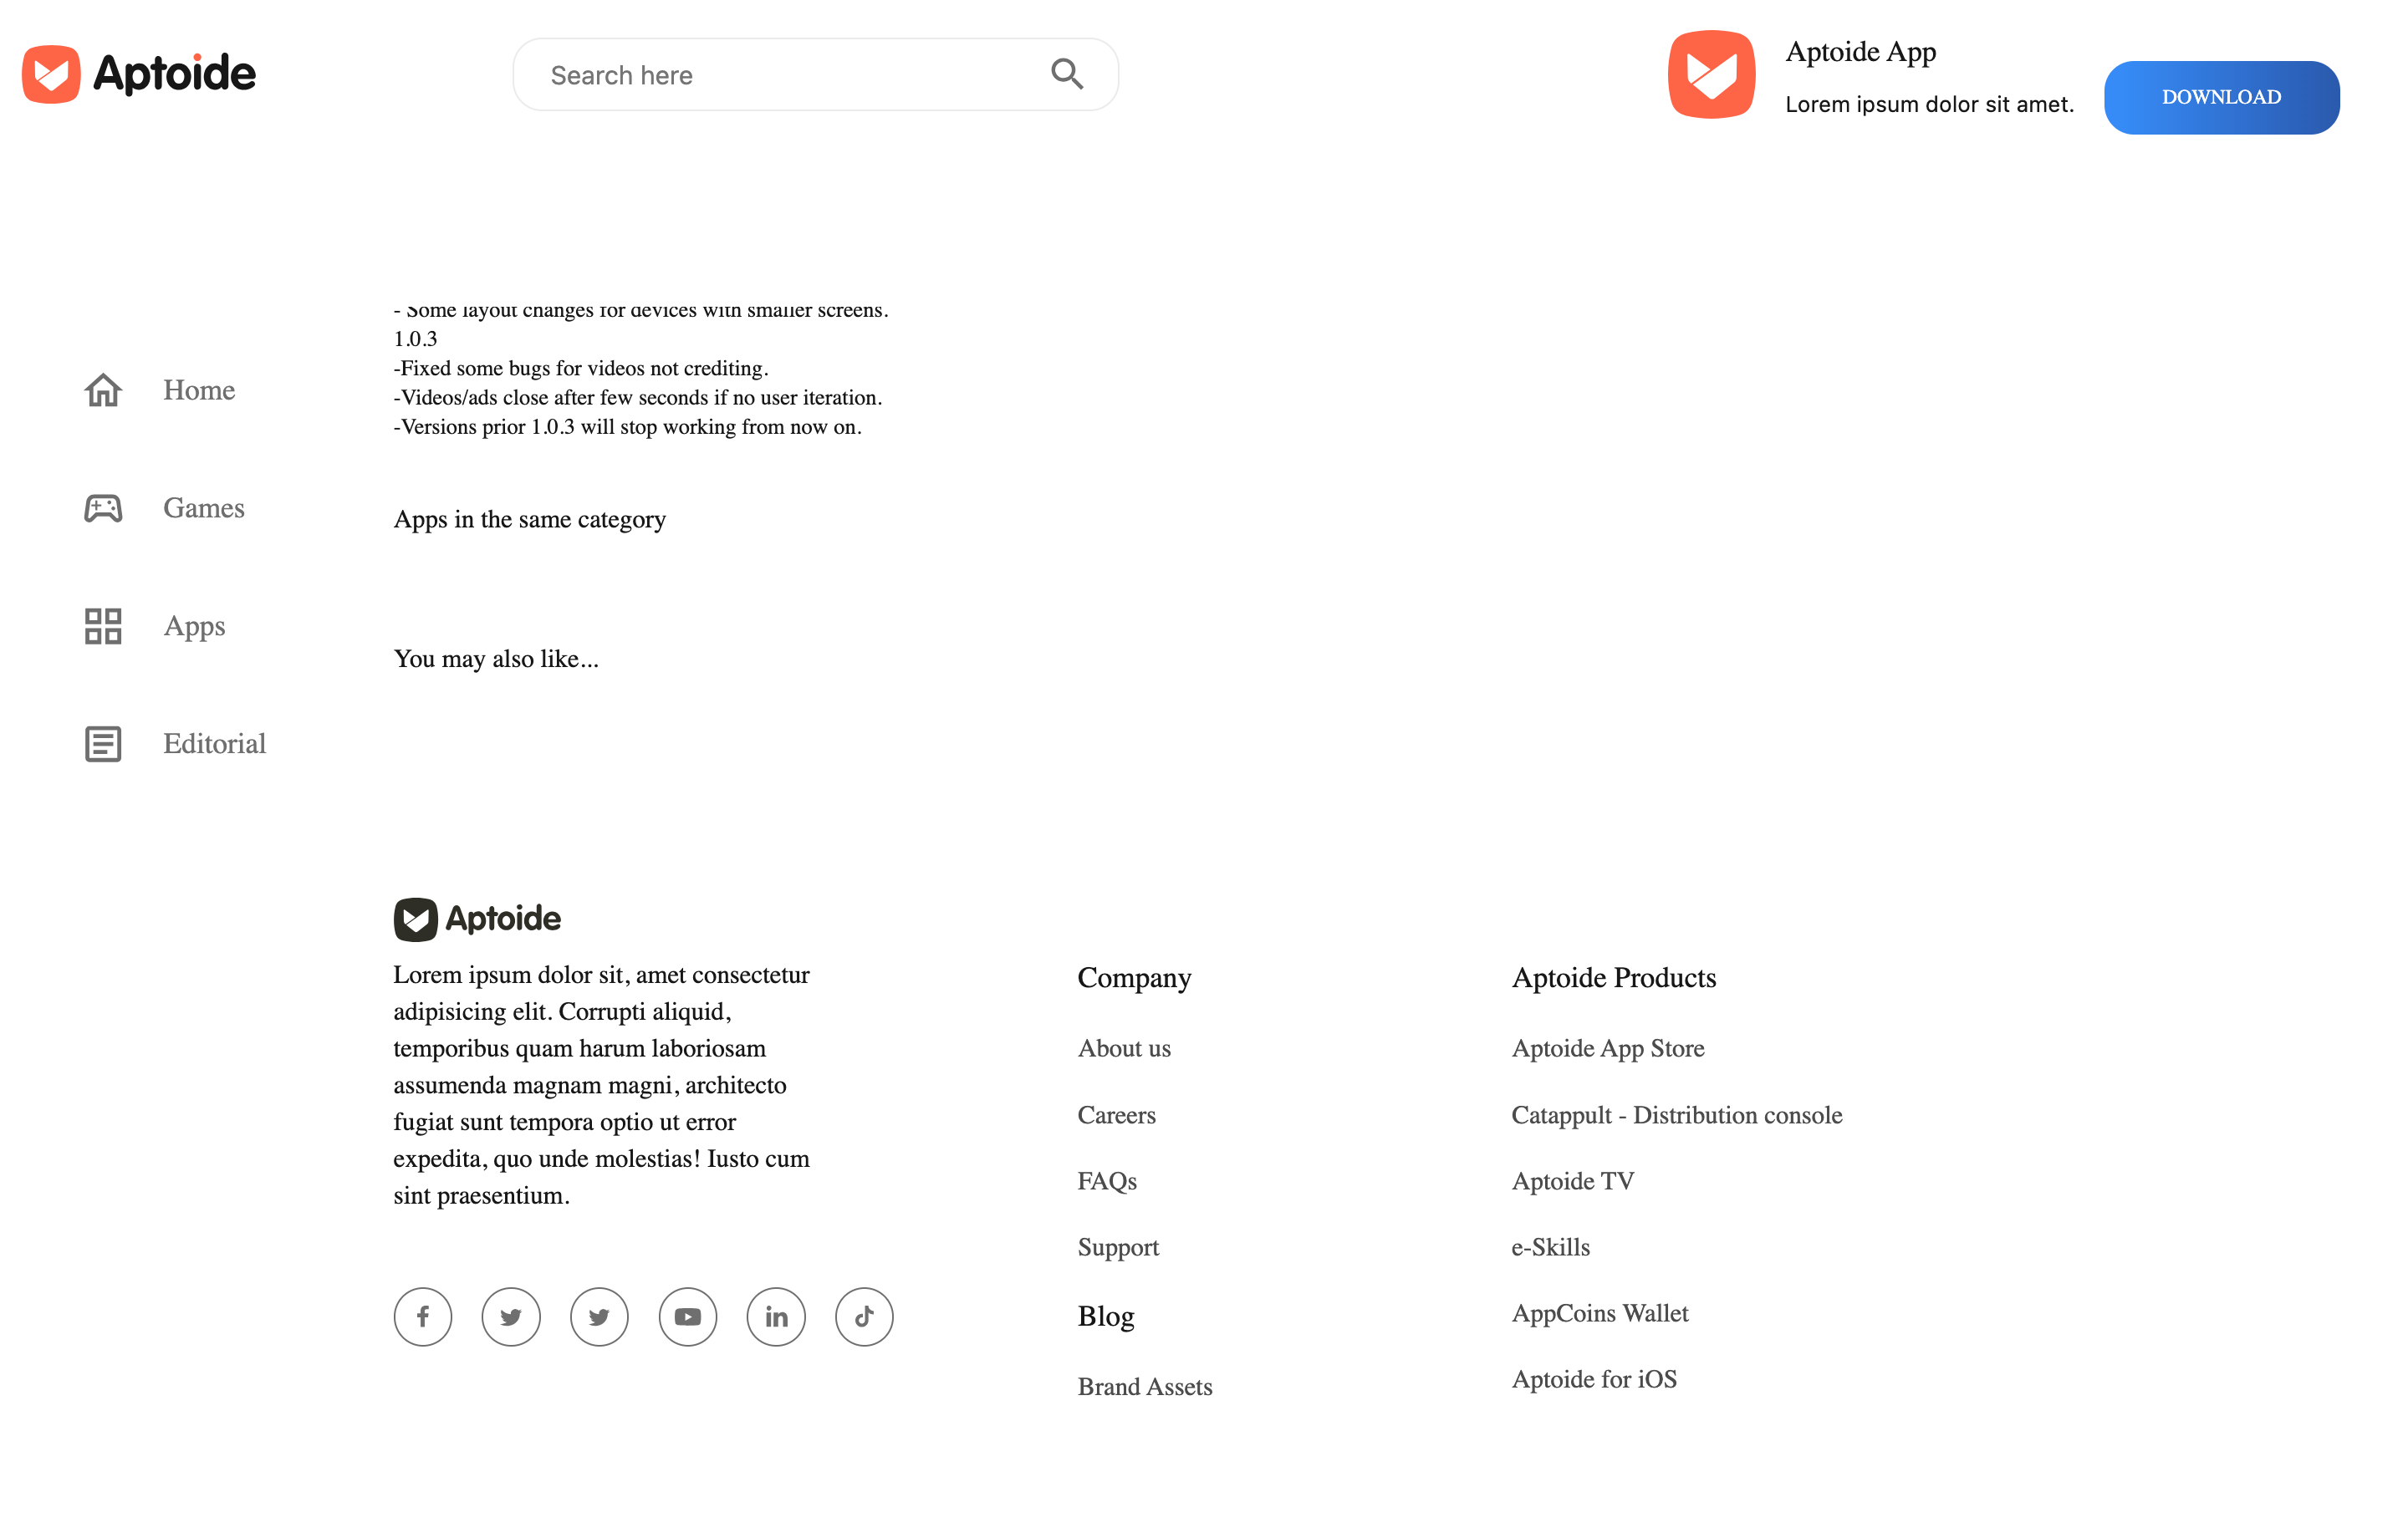 Aptoide
Search here
Aptoide App
Lorem ipsum dolor sit amet.
DOWNLOAD
Home
Games
Apps
Editorial
- Some layout changes for devices with smaller screens.
1.0.3
-Fixed some bugs for videos not crediting.
-Videos/ads close after few seconds if no user iteration.
-Versions prior 1.0.3 will stop working from now on.
Apps in the same category
You may also like...
Aptoide
Lorem ipsum dolor sit, amet consectetur
adipisicing elit. Corrupti aliquid,
temporibus quam harum laboriosam
assumenda magnam magni, architecto
fugiat sunt tempora optio ut error
expedita, quo unde molestias! Iusto cum
sint praesentium.
Company
About us
Careers
FAQs
Support
Blog
Brand Assets
Aptoide Products
Aptoide App Store
Catappult - Distribution console
Aptoide TV
e-Skills
AppCoins Wallet
Aptoide for iOS